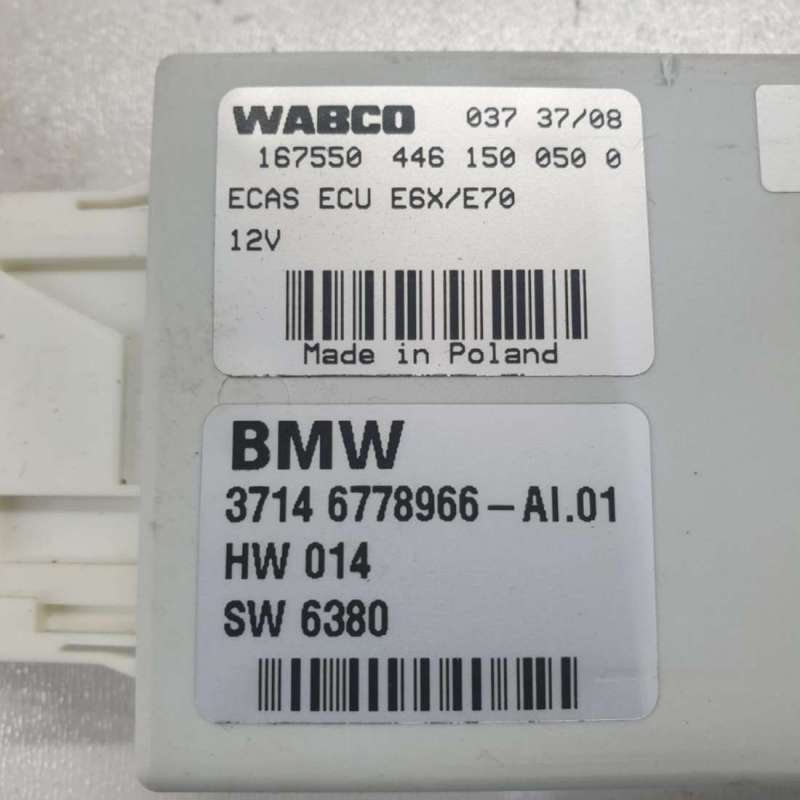 WABCO 037 37/08
167550 446 150 050 0
ECAS ECU E6X/E70
12V
Made in Poland
BMW
3714 6778966-AI.01
HW 014
SW 6380